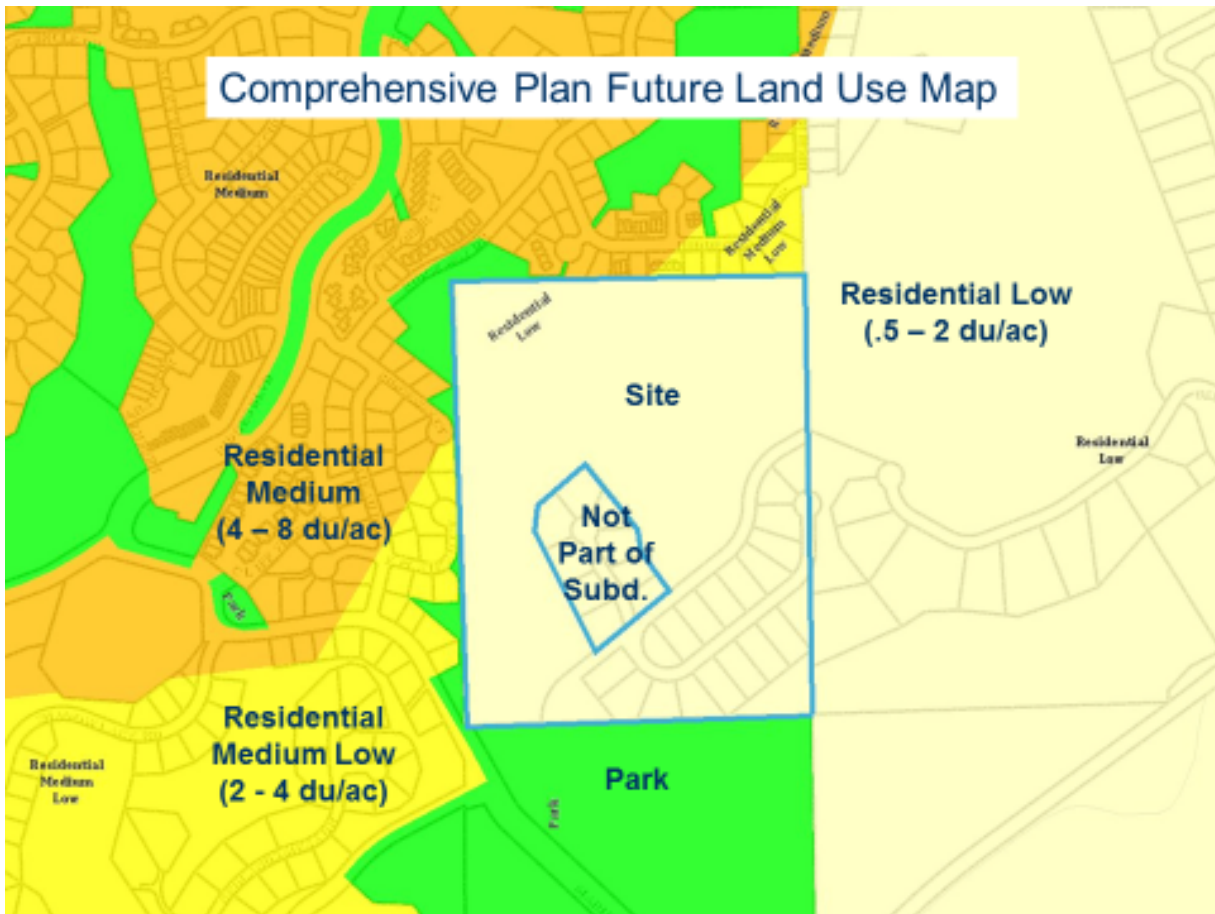 Comprehensive Plan Future Land Use Map
Residential
Medium
Residential
Medium
Low
Residential Low
(.5 – 2 du/ac)
Residential
Low
Site
Residential
Low
Residential
Medium
(4 – 8 du/ac)
Not
Part of
Subd.
Park
Residential
Medium Low
(2 - 4 du/ac)
Residential
Medium
Low
Park
Park